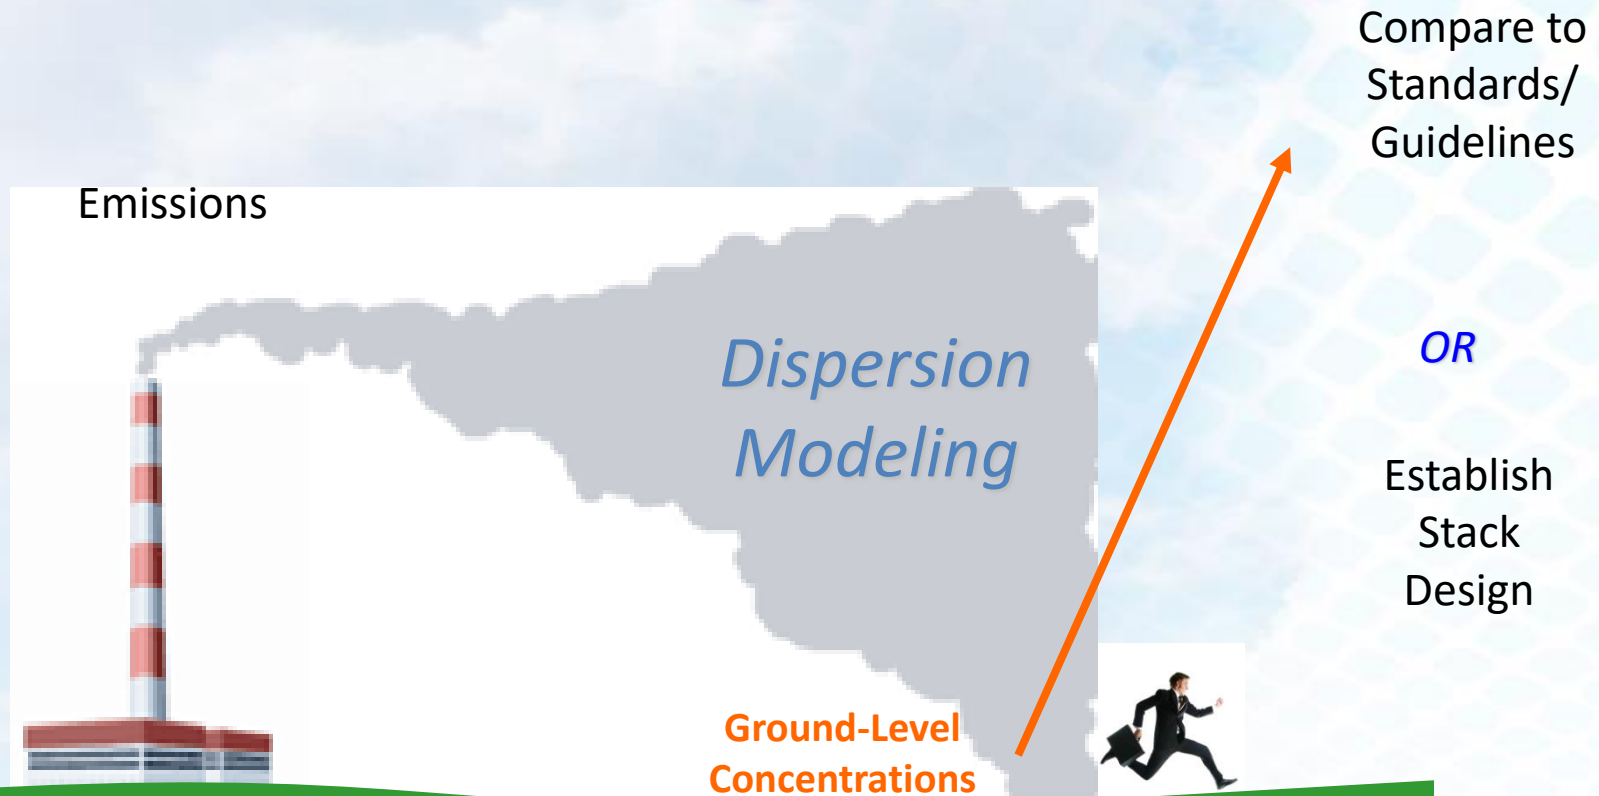 Emissions
Dispersion
Modeling
Ground-Level
Concentrations
Compare to
Standards/
Guidelines
OR
Establish
Stack
Design